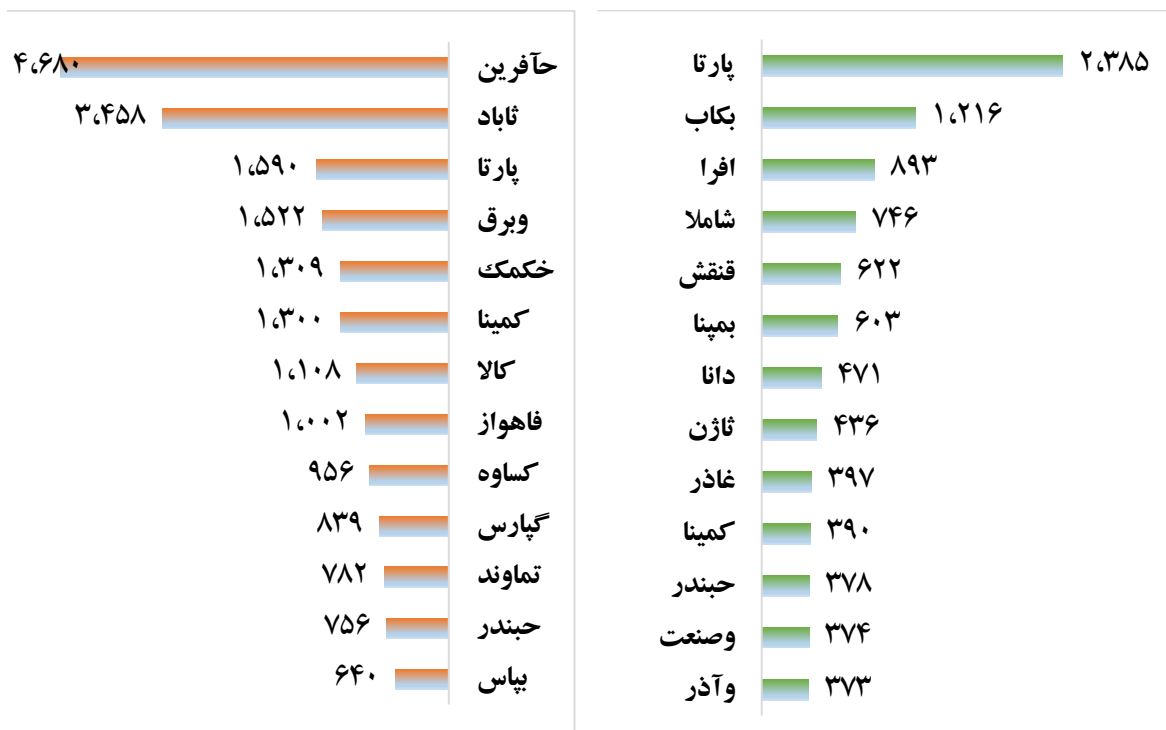 پارتا ۲،۳۸۵
بکاب ۱،۲۱۶
افرا ۸۹۳
شاملا ۷۴۶
قنقش ۶۲۲
بمپنا ۶۰۳
دانا ۴۷۱
ثاژن ۴۳۶
غاذر ۳۹۷
کمینا ۳۹۰
حبندر ۳۷۸
وصنعت ۳۷۴
وآذر ۳۷۳
حآفرین ۴،۶۸۰
ثاباد ۳،۴۵۸
پارتا ۱،۵۹۰
وبرق ۱،۵۲۲
خکمک ۱،۳۰۹
کمینا ۱،۳۰۰
کالا ۱،۱۰۸
فاهواز ۱،۰۰۲
کساوه ۹۵۶
گپارس ۸۳۹
تماوند ۷۸۲
حبندر ۷۵۶
بپاس ۶۴۰